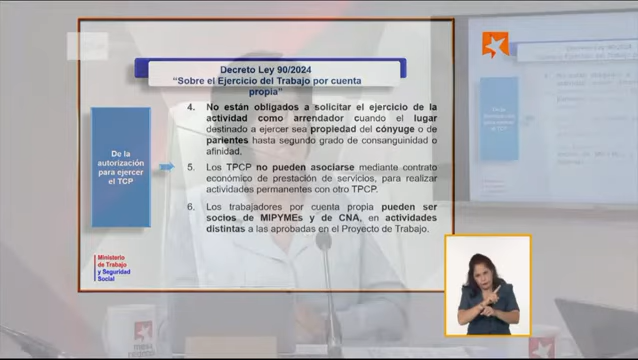 Decreto Ley 90/2024
“Sobre el Ejercicio del Trabajo por cuenta
propia”
De la
autorización
para ejercer
el TCP
4. No están obligados a solicitar el ejercicio de la
actividad como arrendador cuando el lugar
destinado a ejercer sea propiedad del cónyuge o de
parientes hasta segundo grado de consanguinidad o
afinidad.
5. Los TPCP no pueden asociarse mediante contrato
económico de prestación de servicios, para realizar
actividades permanentes con otro TPCP.
6. Los trabajadores por cuenta propia pueden ser
socios de MIPYMEs y de CNA, en actividades
distintas a las aprobadas en el Proyecto de Trabajo.
Ministerio
de Trabajo
y Seguridad
Social